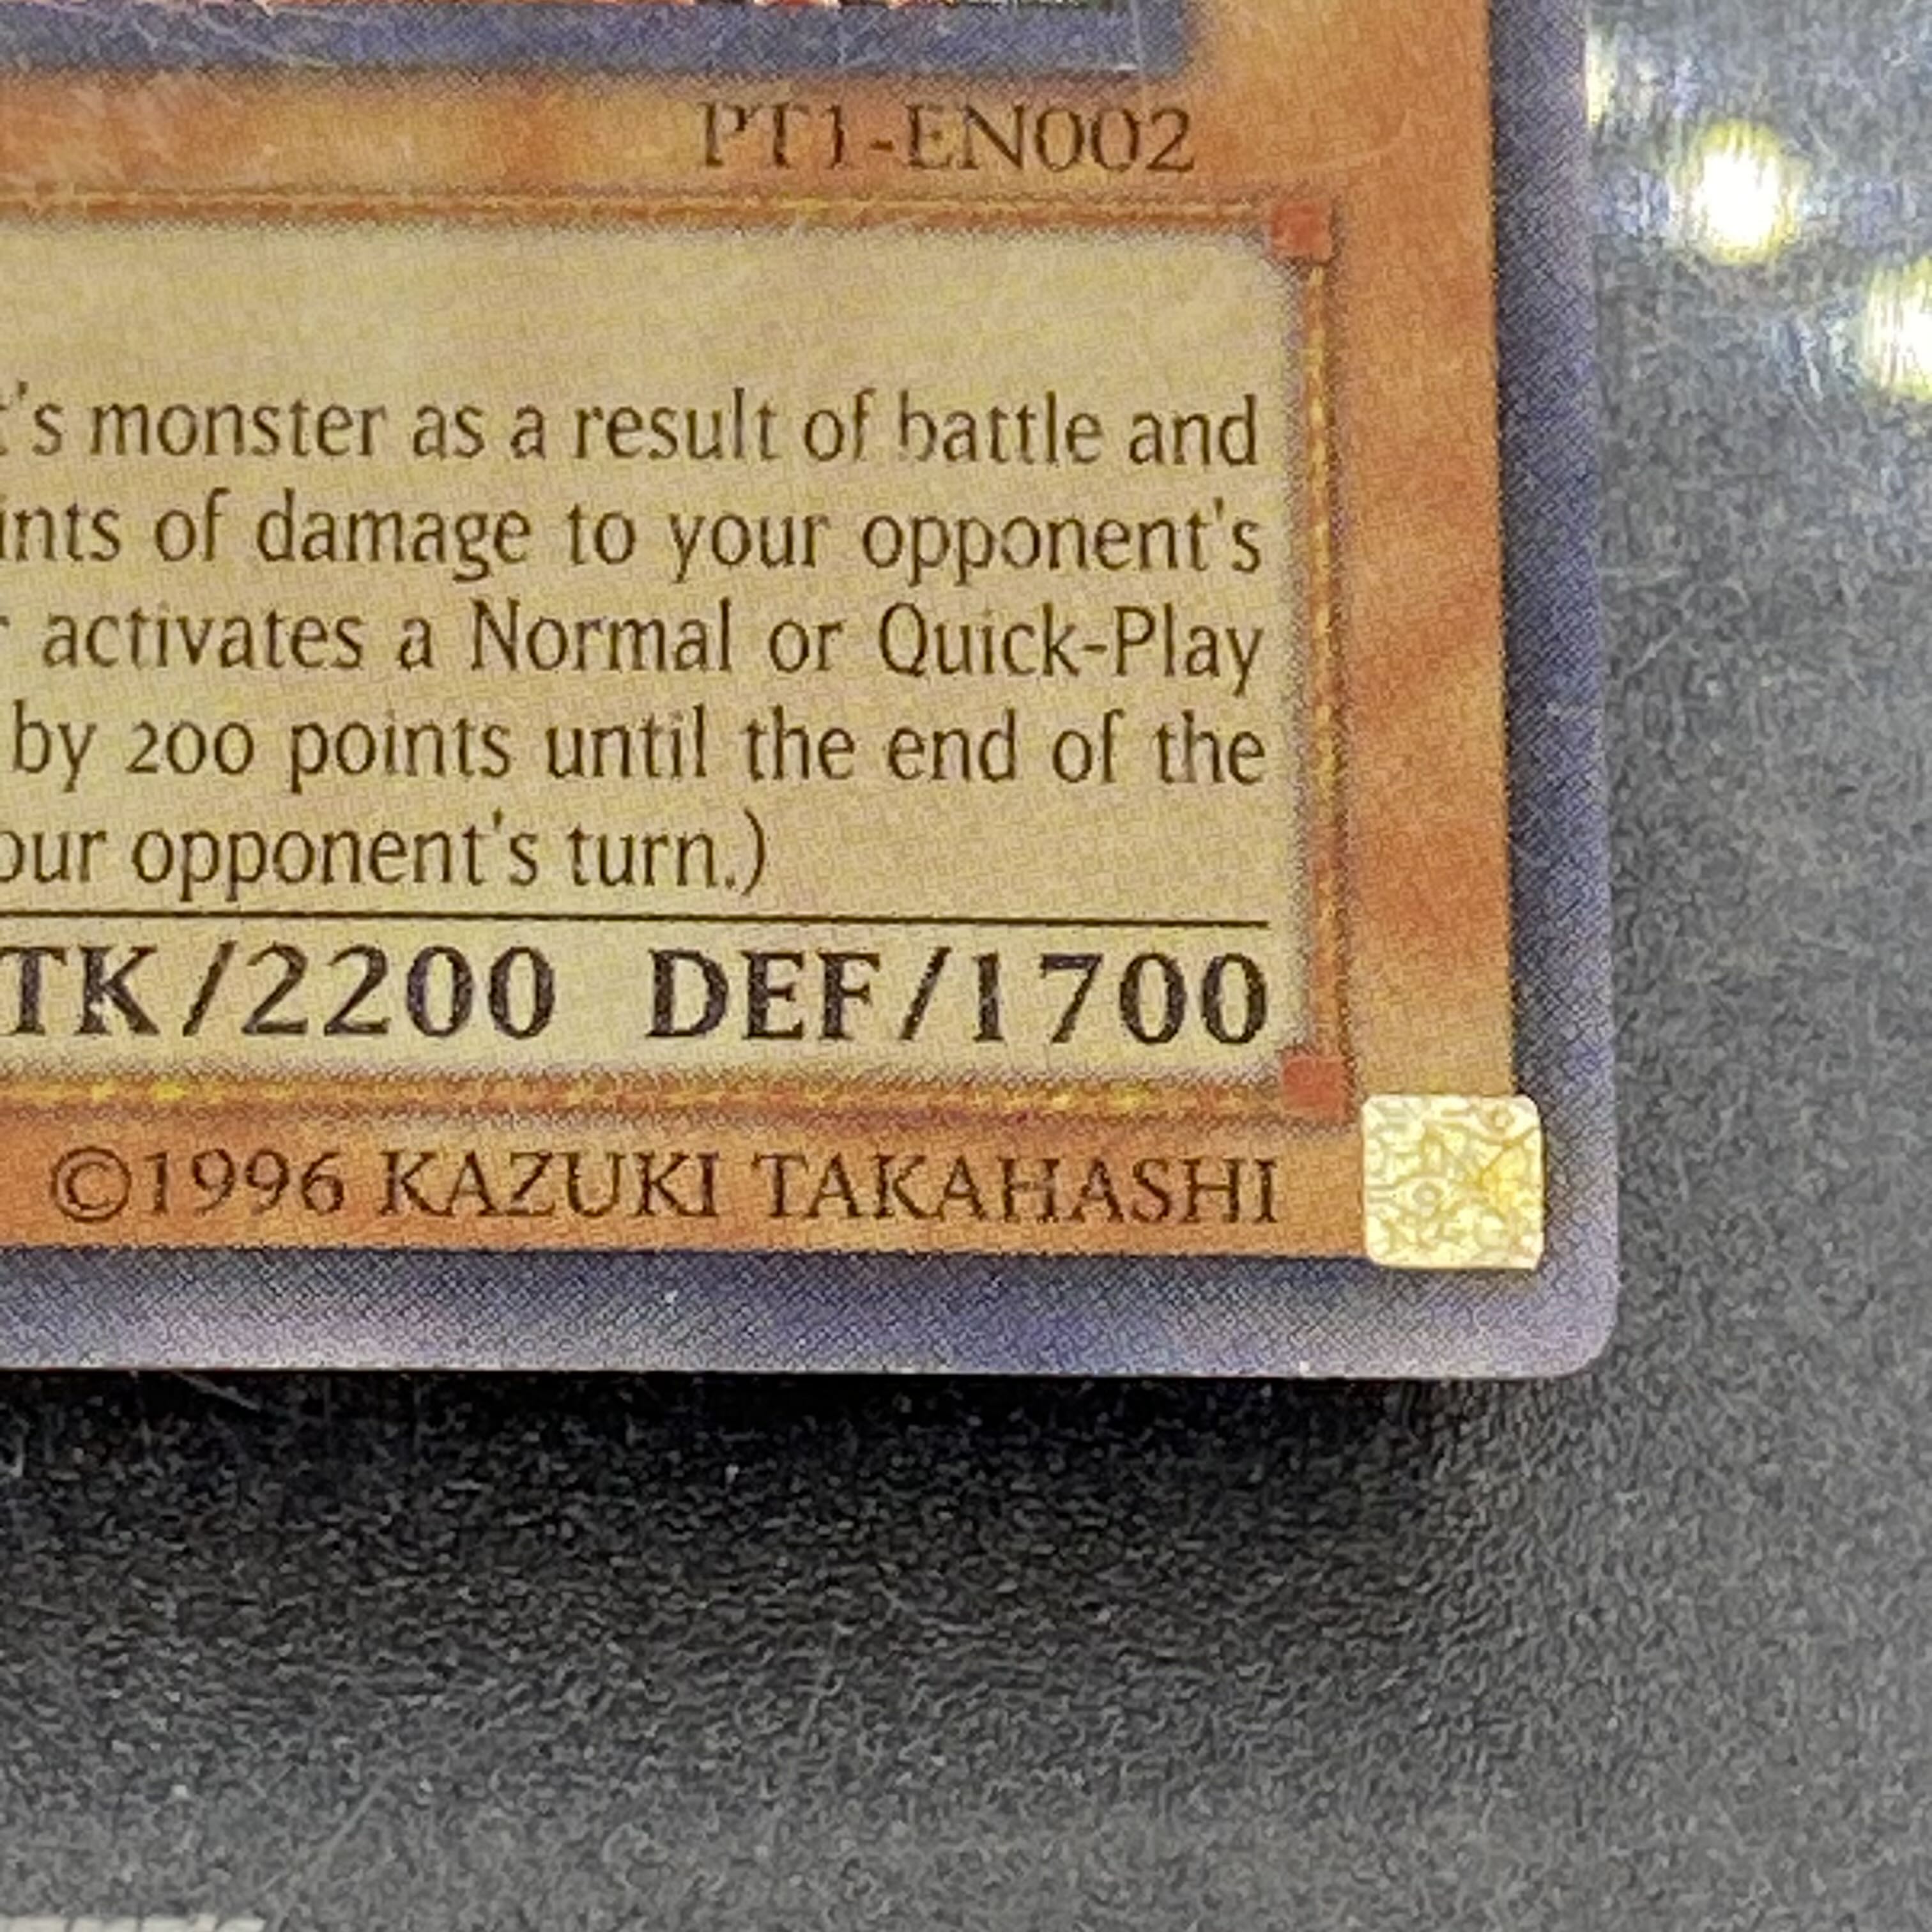 PT1-EN002
t's monster as a result of battle and
ints of damage to your opponent's
r activates a Normal or Quick-Play
by 200 points until the end of the
our opponent's turn.)
TK/2200 DEF/1700
©1996 KAZUKI TAKAHASHI